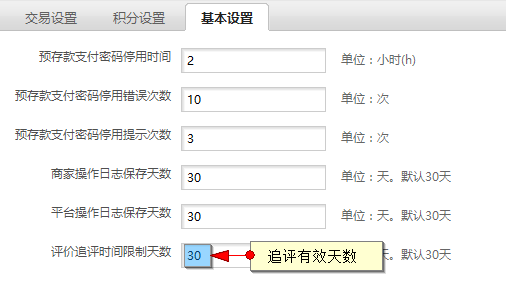 交易设置 积分设置 基本设置
预存款支付密码停用时间 2 单位：小时(h)
预存款支付密码停用错误次数 10 单位：次
预存款支付密码停用提示次数 3 单位：次
商家操作日志保存天数 30 单位：天。默认30天
平台操作日志保存天数 30 单位：天。默认30天
评价追评时间限制天数 30 追评有效天数 天。默认30天